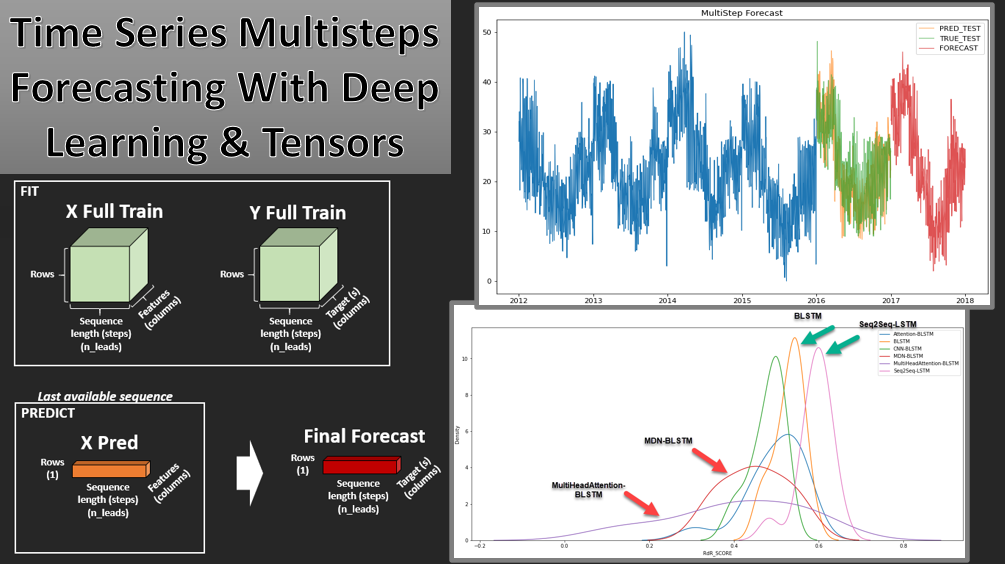 Time Series Multisteps
Forecasting With Deep
Learning & Tensors
FIT
X Full Train
Y Full Train
Rows
Features
(columns)
Sequence
length (steps)
(n_leads)
Rows
Target (s)
(columns)
Sequence
length (steps)
(n_leads)
Last available sequence
PREDICT
X Pred
Rows
(1)
Features
(columns)
Sequence
length (steps)
(n_leads)
Final Forecast
Rows
(1)
Target (s)
(columns)
Sequence
length (steps)
(n_leads)
MultiStep Forecast
PRED_TEST
TRUE_TEST
FORECAST
50
40
30
20
10
0
2012 2013 2014 2015 2016 2017 2018
BLSTM
Seq2Seq-LSTM
Attention-BLSTM
BLSTM
CNN-BLSTM
MDN-BLSTM
MultiHeadAttention-BLSTM
Seq2Seq-LSTM
MDN-BLSTM
MultiHeadAttention-
BLSTM
Density
10
8
6
4
2
0
-0.2 0.0 0.2 0.4 0.6 0.8
RdR_SCORE